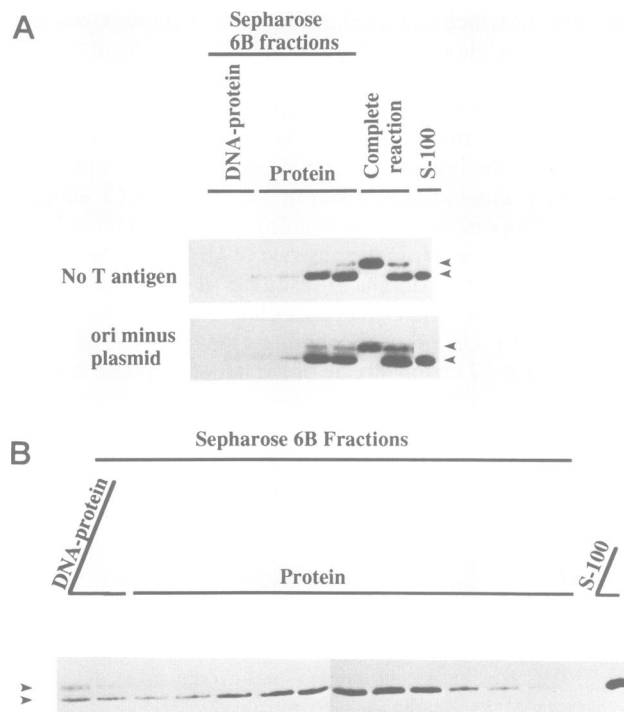 A
Sepharose
6B fractions
DNA-protein
Protein
Complete
reaction
S-100
No T antigen
ori minus
plasmid
B
Sepharose 6B Fractions
DNA-protein
Protein
S-100